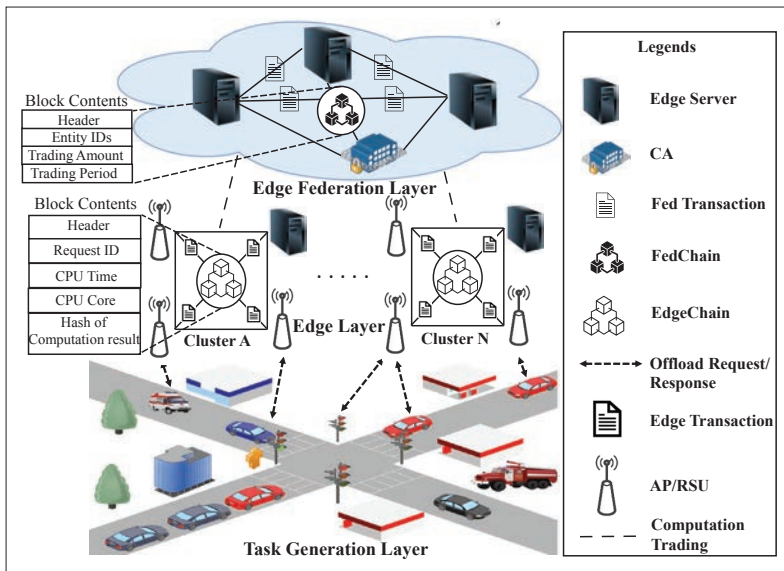 Block Contents
Header
Entity IDs
Trading Amount
Trading Period
Edge Federation Layer
Block Contents
Header
Request ID
CPU Time
CPU Core
Hash of
Computation result
Cluster A
. . . . .
Edge Layer
Cluster N
Task Generation Layer
Legends
Edge Server
CA
Fed Transaction
FedChain
EdgeChain
Offload Request/
Response
Edge Transaction
AP/RSU
Computation
Trading